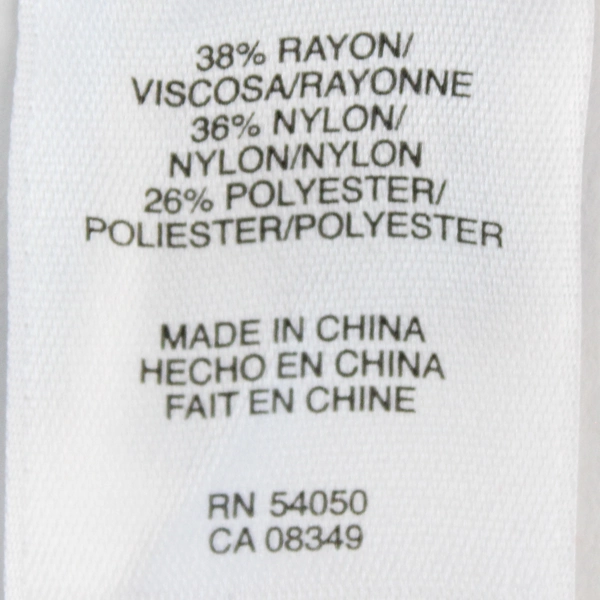 38% RAYON/
VISCOSA/RAYONNE
36% NYLON/
NYLON/NYLON
26% POLYESTER/
POLIESTER/POLYESTER
MADE IN CHINA
HECHO EN CHINA
FAIT EN CHINE
RN 54050
CA 08349